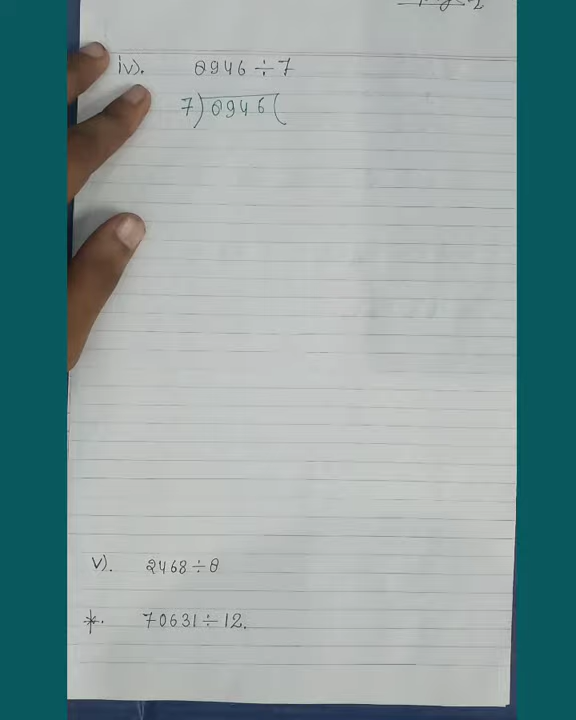 iv). 8946 ÷ 7
7)8946(
v). 2468 ÷ 8
*. 70631 ÷ 12.